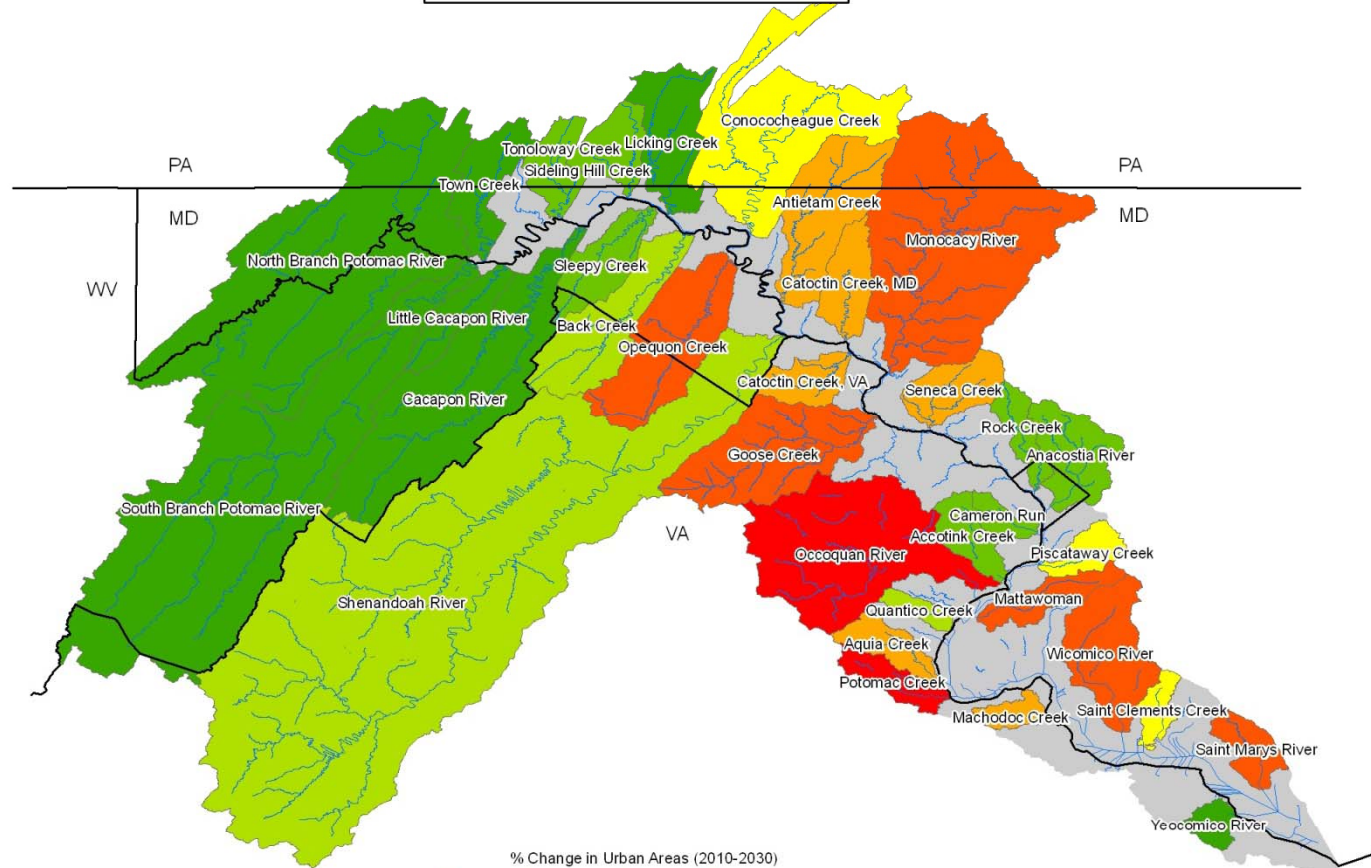 Conococheague Creek
Tonoloway Creek
Licking Creek
Sideling Hill Creek
PA
PA
Town Creek
MD
Antietam Creek
MD
Monocacy River
WV
North Branch Potomac River
Sleepy Creek
Catoctin Creek, MD
Little Cacapon River
Back Creek
Opequon Creek
Catoctin Creek, VA
Seneca Creek
Cacapon River
Rock Creek
Goose Creek
Anacostia River
South Branch Potomac River
VA
Cameron Run
Accotink Creek
Occoquan River
Piscataway Creek
Shenandoah River
Mattawoman
Quantico Creek
Aquia Creek
Wicomico River
Potomac Creek
Machodoc Creek
Saint Clements Creek
Saint Marys River
Yeocomico River
% Change in Urban Areas (2010-2030)